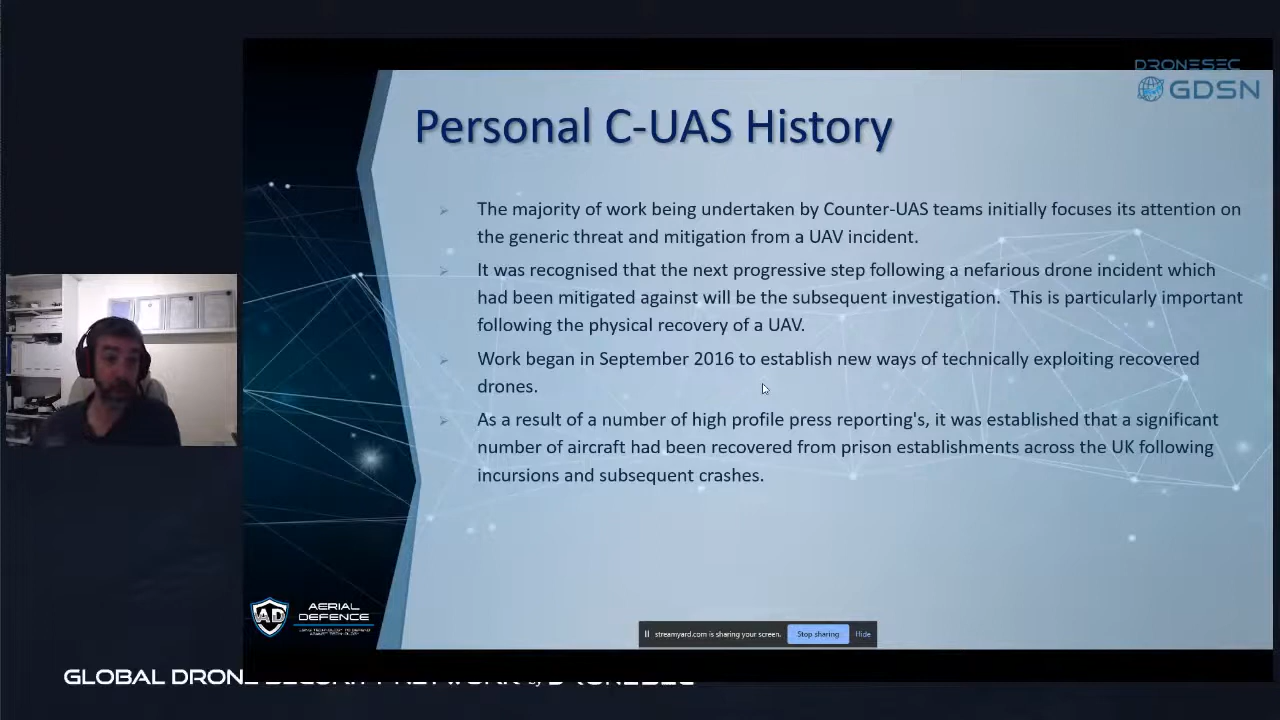 DRONESEC
GDSN
Personal C-UAS History
The majority of work being undertaken by Counter-UAS teams initially focuses its attention on
the generic threat and mitigation from a UAV incident.
It was recognised that the next progressive step following a nefarious drone incident which
had been mitigated against will be the subsequent investigation. This is particularly important
following the physical recovery of a UAV.
Work began in September 2016 to establish new ways of technically exploiting recovered
drones.
As a result of a number of high profile press reporting's, it was established that a significant
number of aircraft had been recovered from prison establishments across the UK following
incursions and subsequent crashes.
AD
AERIAL
DEFENCE
streamyard.com is sharing your screen.
Stop sharing
Hide
GLOBAL DRONE SECURITY NETWORK by DRONESEC